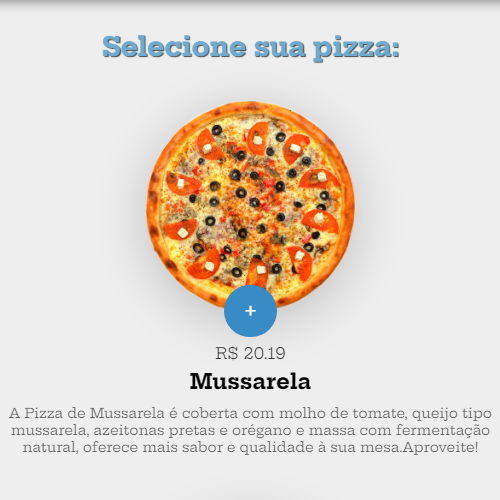 Selecione sua pizza:
+
R$ 20.19
Mussarela
A Pizza de Mussarela é coberta com molho de tomate, queijo tipo
mussarela, azeitonas pretas e orégano e massa com fermentação
natural, oferece mais sabor e qualidade à sua mesa.Aproveite!